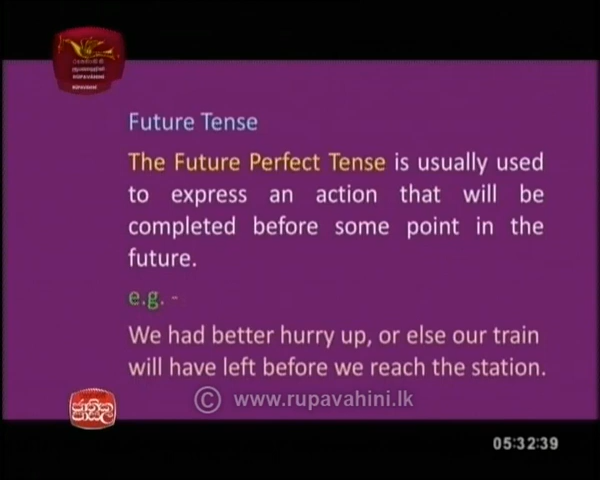 RUPAVAHINI
Future Tense
The Future Perfect Tense is usually used
to express an action that will be
completed before some point in the
future.
e.g. -
We had better hurry up, or else our train
will have left before we reach the station.
© www.rupavahini.lk
05:32:39